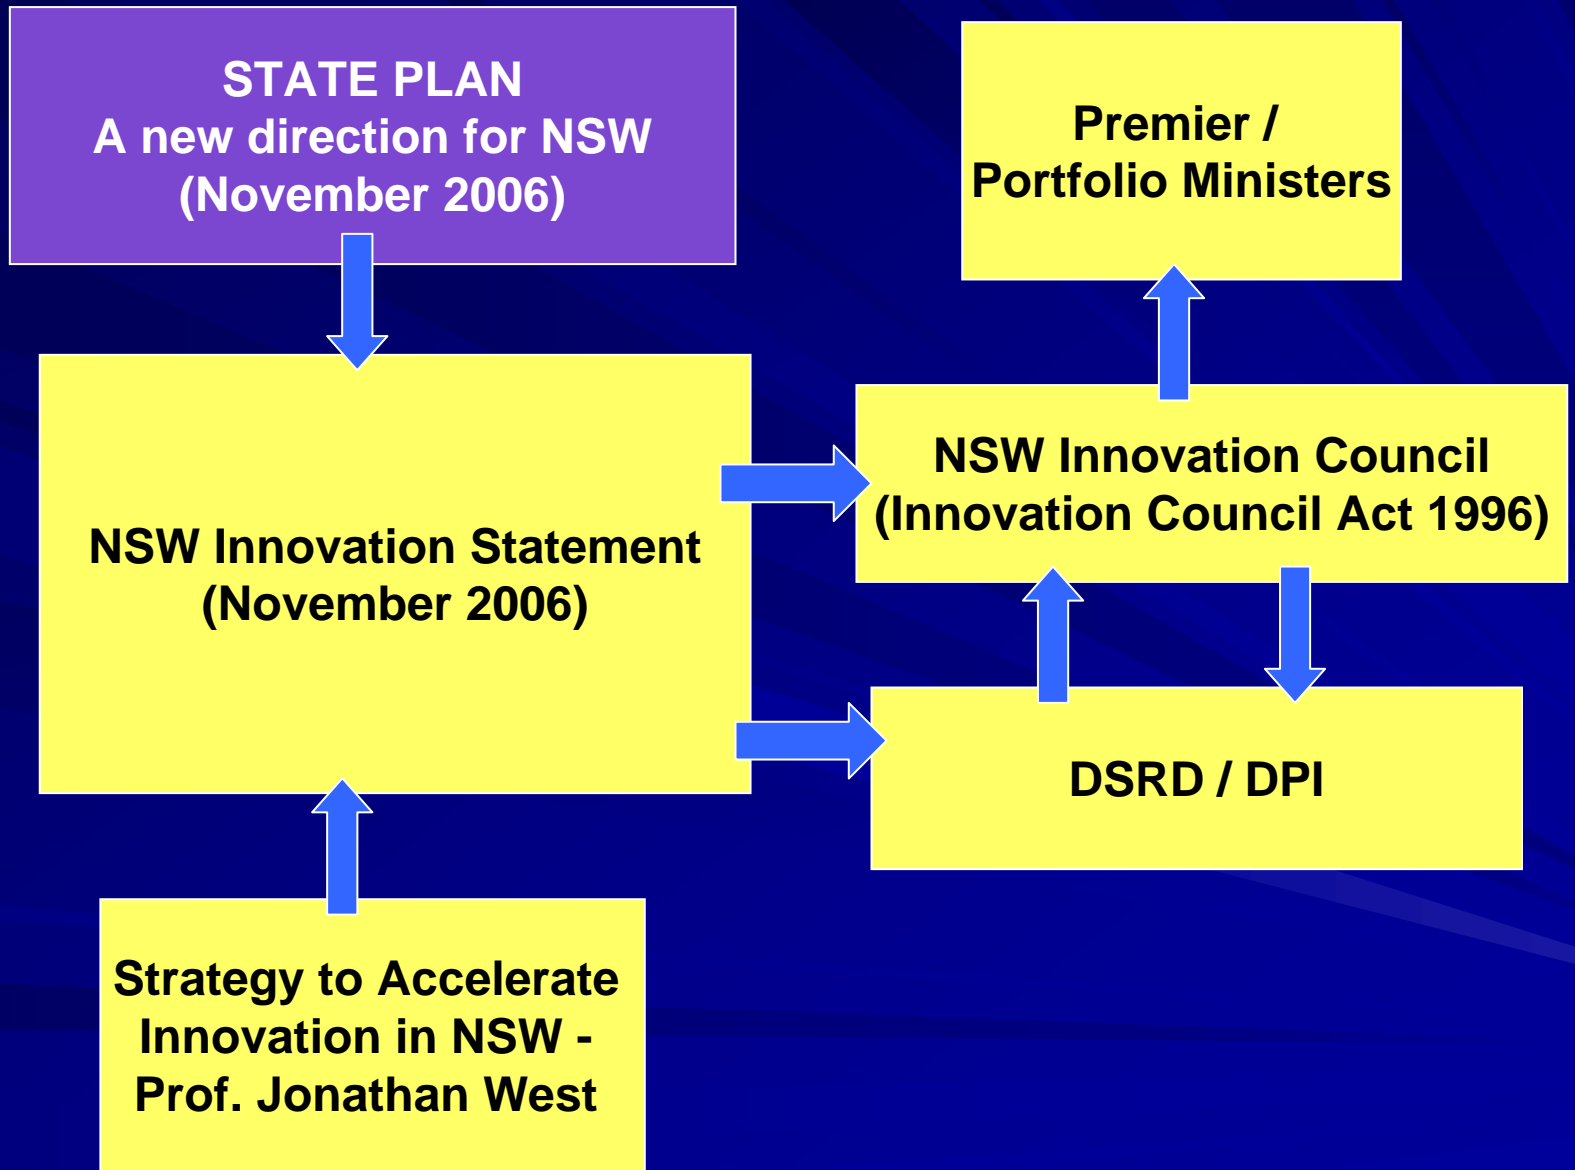 STATE PLAN
A new direction for NSW
(November 2006)
Premier /
Portfolio Ministers
NSW Innovation Statement
(November 2006)
NSW Innovation Council
(Innovation Council Act 1996)
DSRD / DPI
Strategy to Accelerate
Innovation in NSW -
Prof. Jonathan West